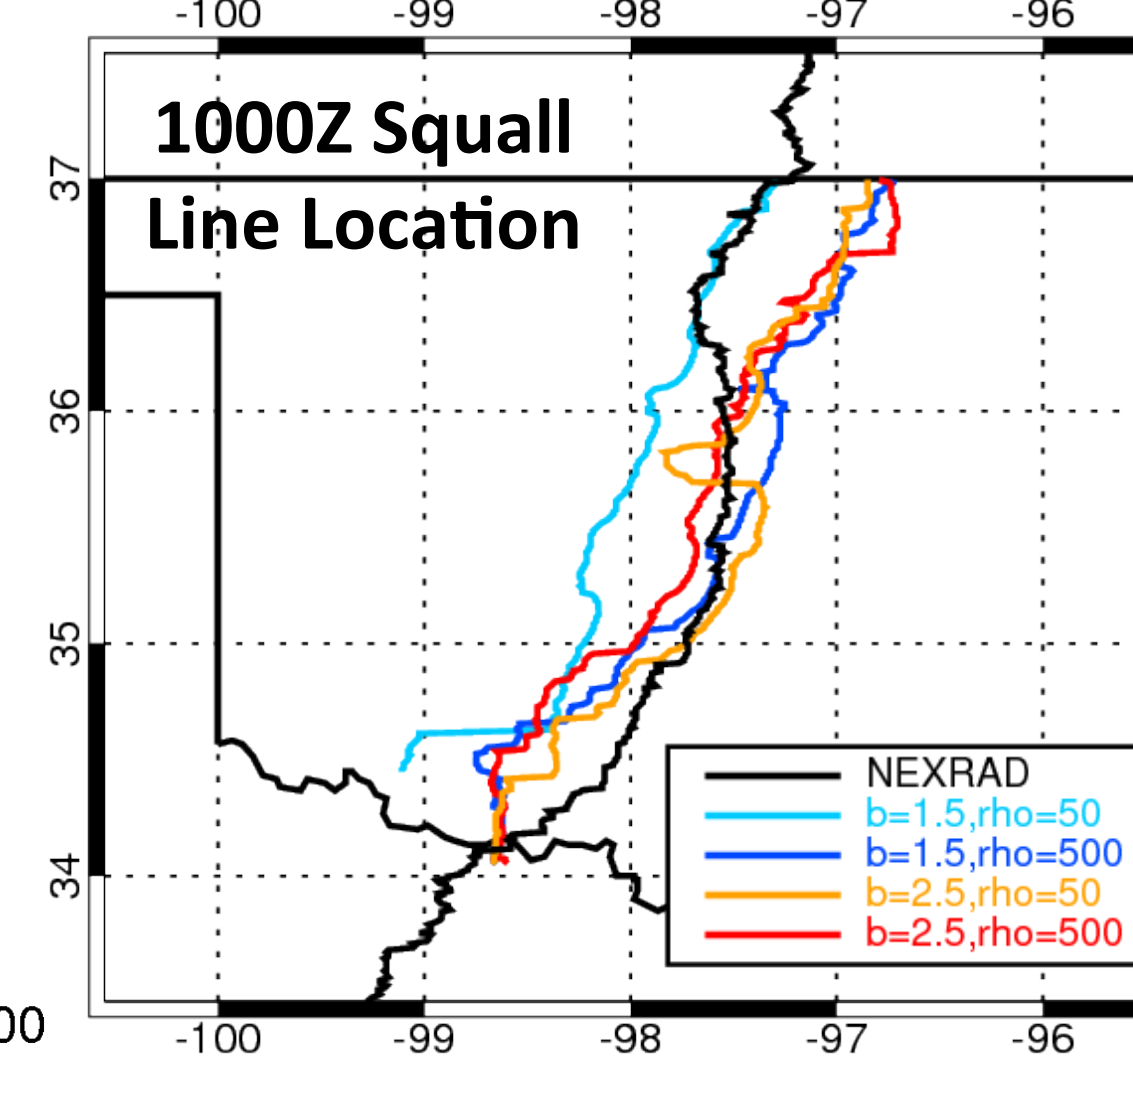 -100 -99 -98 -97 -96
1000Z Squall
37
Line Location
36
35
34
NEXRAD
b=1.5,rho=50
b=1.5,rho=500
b=2.5,rho=50
b=2.5,rho=500
00
-100 -99 -98 -97 -96